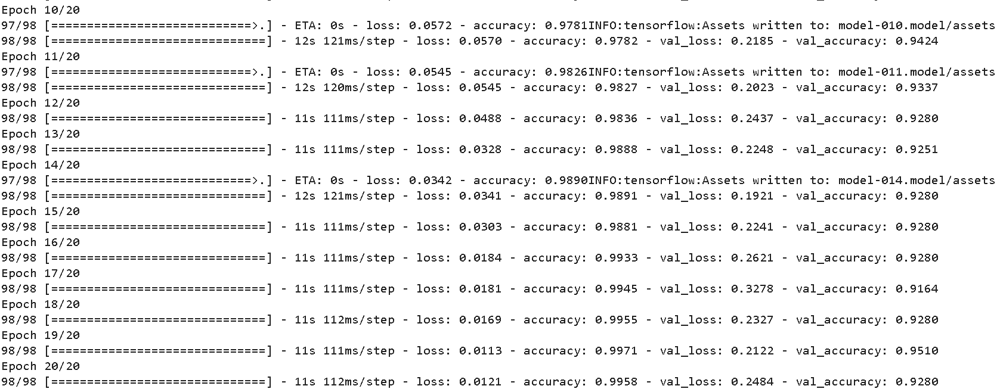 Epoch 10/20
97/98 [============================>.] - ETA: 0s - loss: 0.0572 - accuracy: 0.9781INFO:tensorflow:Assets written to: model-010.model/assets
98/98 [==============================] - 12s 121ms/step - loss: 0.0570 - accuracy: 0.9782 - val_loss: 0.2185 - val_accuracy: 0.9424
Epoch 11/20
97/98 [============================>.] - ETA: 0s - loss: 0.0545 - accuracy: 0.9826INFO:tensorflow:Assets written to: model-011.model/assets
98/98 [==============================] - 12s 120ms/step - loss: 0.0545 - accuracy: 0.9827 - val_loss: 0.2023 - val_accuracy: 0.9337
Epoch 12/20
98/98 [==============================] - 11s 111ms/step - loss: 0.0488 - accuracy: 0.9836 - val_loss: 0.2437 - val_accuracy: 0.9280
Epoch 13/20
98/98 [==============================] - 11s 111ms/step - loss: 0.0328 - accuracy: 0.9888 - val_loss: 0.2248 - val_accuracy: 0.9251
Epoch 14/20
97/98 [============================>.] - ETA: 0s - loss: 0.0342 - accuracy: 0.9890INFO:tensorflow:Assets written to: model-014.model/assets
98/98 [==============================] - 12s 121ms/step - loss: 0.0341 - accuracy: 0.9891 - val_loss: 0.1921 - val_accuracy: 0.9280
Epoch 15/20
98/98 [==============================] - 11s 111ms/step - loss: 0.0303 - accuracy: 0.9881 - val_loss: 0.2241 - val_accuracy: 0.9280
Epoch 16/20
98/98 [==============================] - 11s 111ms/step - loss: 0.0184 - accuracy: 0.9933 - val_loss: 0.2621 - val_accuracy: 0.9280
Epoch 17/20
98/98 [==============================] - 11s 111ms/step - loss: 0.0181 - accuracy: 0.9945 - val_loss: 0.3278 - val_accuracy: 0.9164
Epoch 18/20
98/98 [==============================] - 11s 112ms/step - loss: 0.0169 - accuracy: 0.9955 - val_loss: 0.2327 - val_accuracy: 0.9280
Epoch 19/20
98/98 [==============================] - 11s 111ms/step - loss: 0.0113 - accuracy: 0.9971 - val_loss: 0.2122 - val_accuracy: 0.9510
Epoch 20/20
98/98 [==============================] - 11s 112ms/step - loss: 0.0121 - accuracy: 0.9958 - val_loss: 0.2484 - val_accuracy: 0.9280